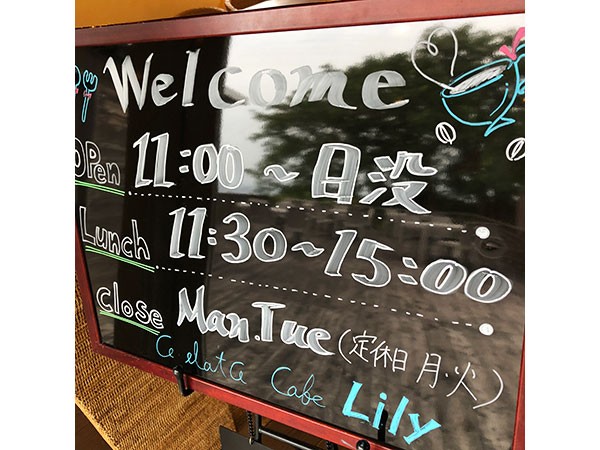 Welcome
Open 11:00~日没
Lunch 11:30~15:00
close Man.Tue (定休日 月・火)
Gelato Cafe Lily